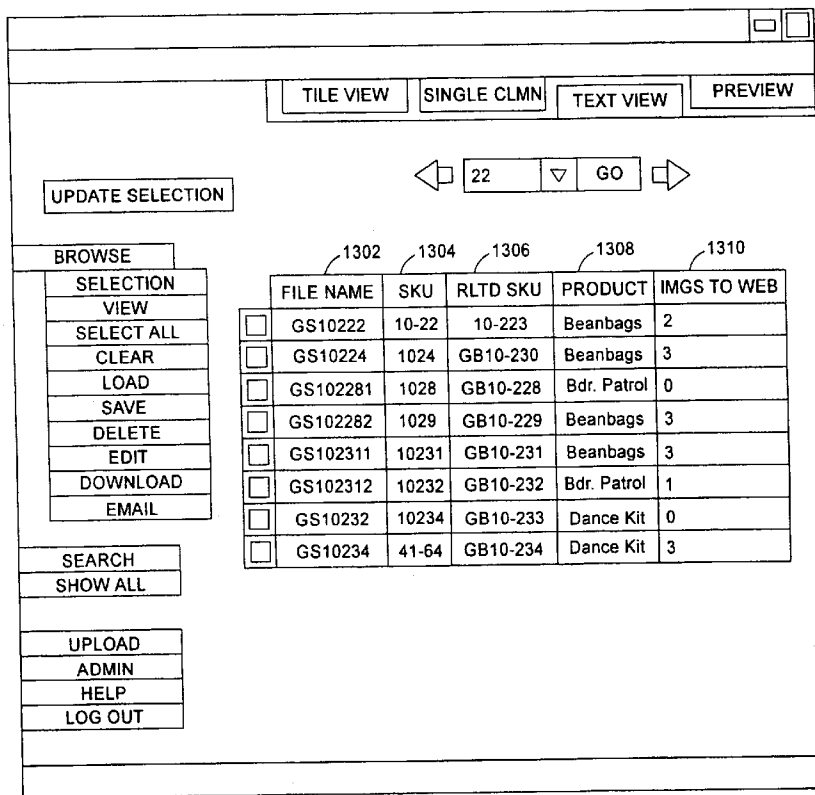 TILE VIEW SINGLE CLMN TEXT VIEW PREVIEW
22 GO
UPDATE SELECTION
BROWSE
SELECTION
VIEW
SELECT ALL
CLEAR
LOAD
SAVE
DELETE
EDIT
DOWNLOAD
EMAIL
SEARCH
SHOW ALL
UPLOAD
ADMIN
HELP
LOG OUT
1302 1304 1306 1308 1310
FILE NAME SKU RLTD SKU PRODUCT IMGS TO WEB
GS10222 10-22 10-223 Beanbags 2
GS10224 1024 GB10-230 Beanbags 3
GS102281 1028 GB10-228 Bdr. Patrol 0
GS102282 1029 GB10-229 Beanbags 3
GS102311 10231 GB10-231 Beanbags 3
GS102312 10232 GB10-232 Bdr. Patrol 1
GS10232 10234 GB10-233 Dance Kit 0
GS10234 41-64 GB10-234 Dance Kit 3